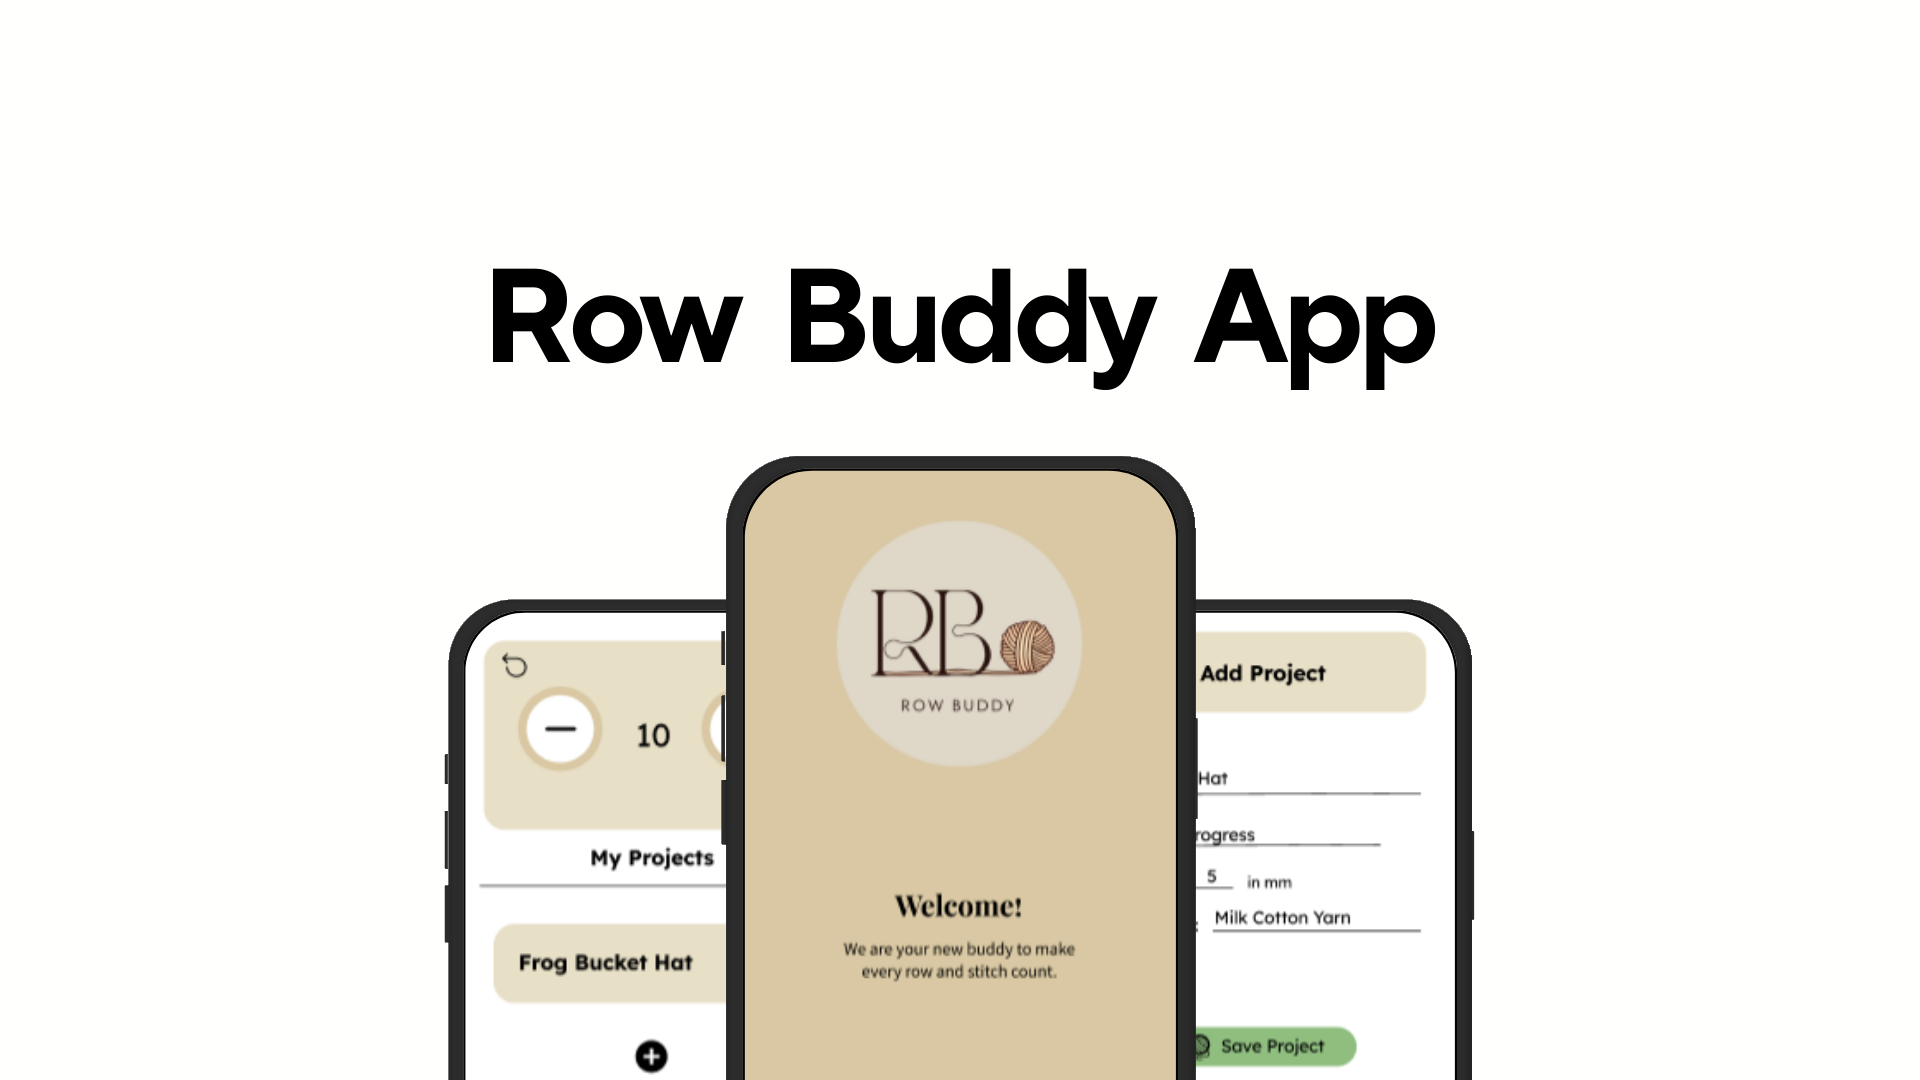 Row Buddy App
10
My Projects
Frog Bucket Hat
RB
ROW BUDDY
Welcome!
We are your new buddy to make
every row and stitch count.
Add Project
Hat
rogress
5 in mm
: Milk Cotton Yarn
Save Project